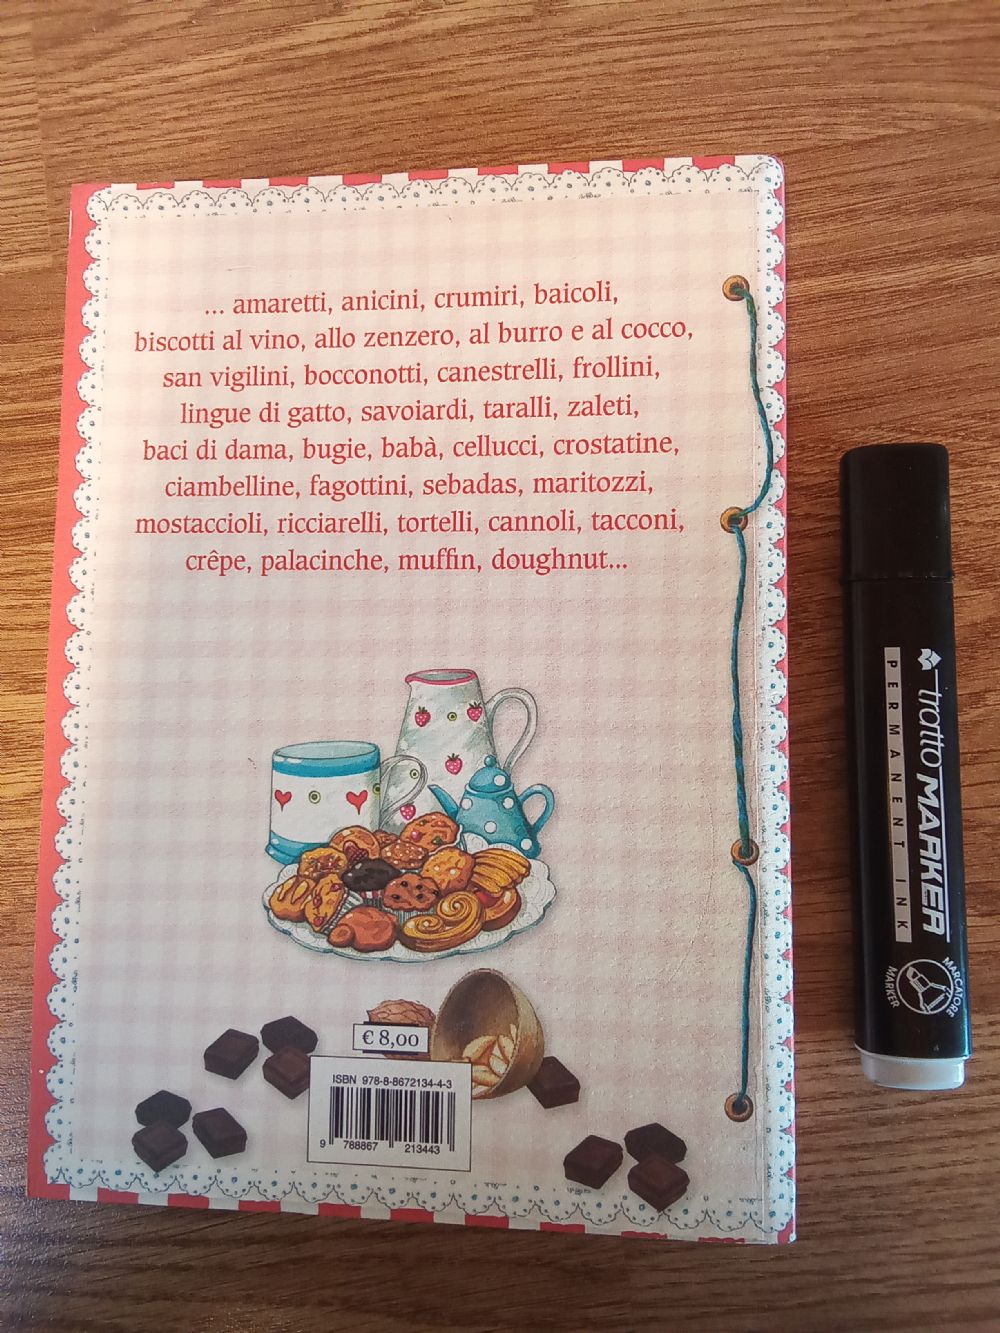 ... amaretti, anicini, crumiri, baicoli,
biscotti al vino, allo zenzero, al burro e al cocco,
san vigilini, bocconotti, canestrelli, frollini,
lingue di gatto, savoiardi, taralli, zaleti,
baci di dama, bugie, babà, cellucci, crostatine,
ciambelline, fagottini, sebadas, maritozzi,
mostaccioli, ricciarelli, tortelli, cannoli, tacconi,
crêpe, palacinche, muffin, doughnut...
€ 8,00
ISBN 978-8-8672134-4-3
9 788867 213443
tratto MARKER
PERMANENT INK
MARCATORE
MARKER